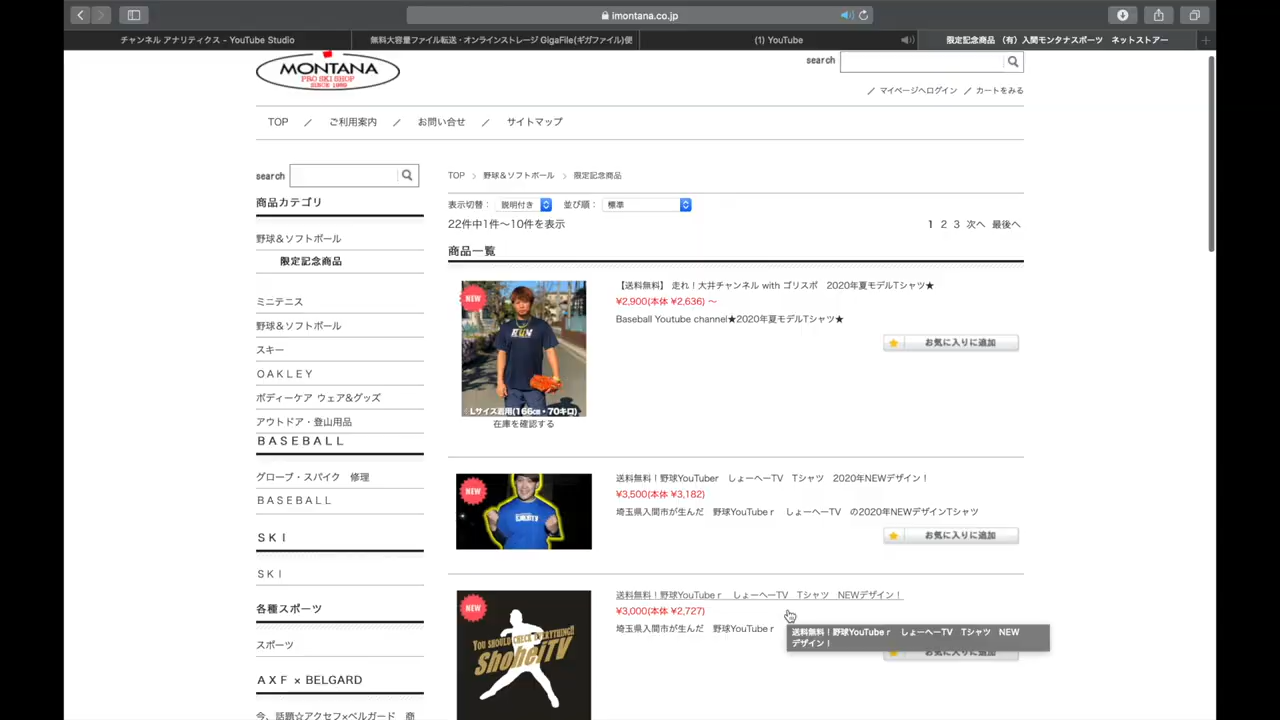 imontana.co.jp
チャンネル アナリティクス - YouTube Studio
無料大容量ファイル転送・オンラインストレージ GigaFile(ギガファイル)便
(1) YouTube
限定記念商品 （有）入間モンタナスポーツ　ネットストアー
MONTANA
PRO SKI SHOP
SINCE 1989
search
／ マイページへログイン ／ カートをみる
TOP ／ ご利用案内 ／ お問い合せ ／ サイトマップ
search
商品カテゴリ
野球＆ソフトボール
限定記念商品
ミニテニス
野球＆ソフトボール
スキー
ＯＡＫＬＥＹ
ボディーケア ウェア&グッズ
アウトドア・登山用品
ＢＡＳＥＢＡＬＬ
グローブ・スパイク　修理
ＢＡＳＥＢＡＬＬ
ＳＫＩ
ＳＫＩ
各種スポーツ
スポーツ
ＡＸＦ × BELGARD
今、話題☆アクセフ×ベルガード　商
TOP > 野球＆ソフトボール > 限定記念商品
表示切替： 説明付き 並び順： 標準
22件中1件～10件を表示
1 2 3 次へ 最後へ
商品一覧
NEW
RUN
Lサイズ着用(166㎝・70キロ)
在庫を確認する
【送料無料】 走れ！大井チャンネル with ゴリスポ　2020年夏モデルTシャツ★
¥2,900(本体 ¥2,636) ～
Baseball Youtube channel★2020年夏モデルTシャツ★
お気に入りに追加
NEW
送料無料！野球YouTuber　しょーへーTV　Tシャツ　2020年NEWデザイン！
¥3,500(本体 ¥3,182)
埼玉県入間市が生んだ　野球YouTubeｒ　しょーへーTV　の2020年NEWデザインTシャツ
お気に入りに追加
NEW
YOU SHOULD CHECK EVERYTHING!!
ShoheiTV
送料無料！野球YouTubeｒ　しょーへーTV　Tシャツ　NEWデザイン！
¥3,000(本体 ¥2,727)
埼玉県入間市が生んだ　野球YouTubeｒ
送料無料！野球YouTubeｒ　しょーへーTV　Tシャツ　NEW
デザイン！
お気に入りに追加